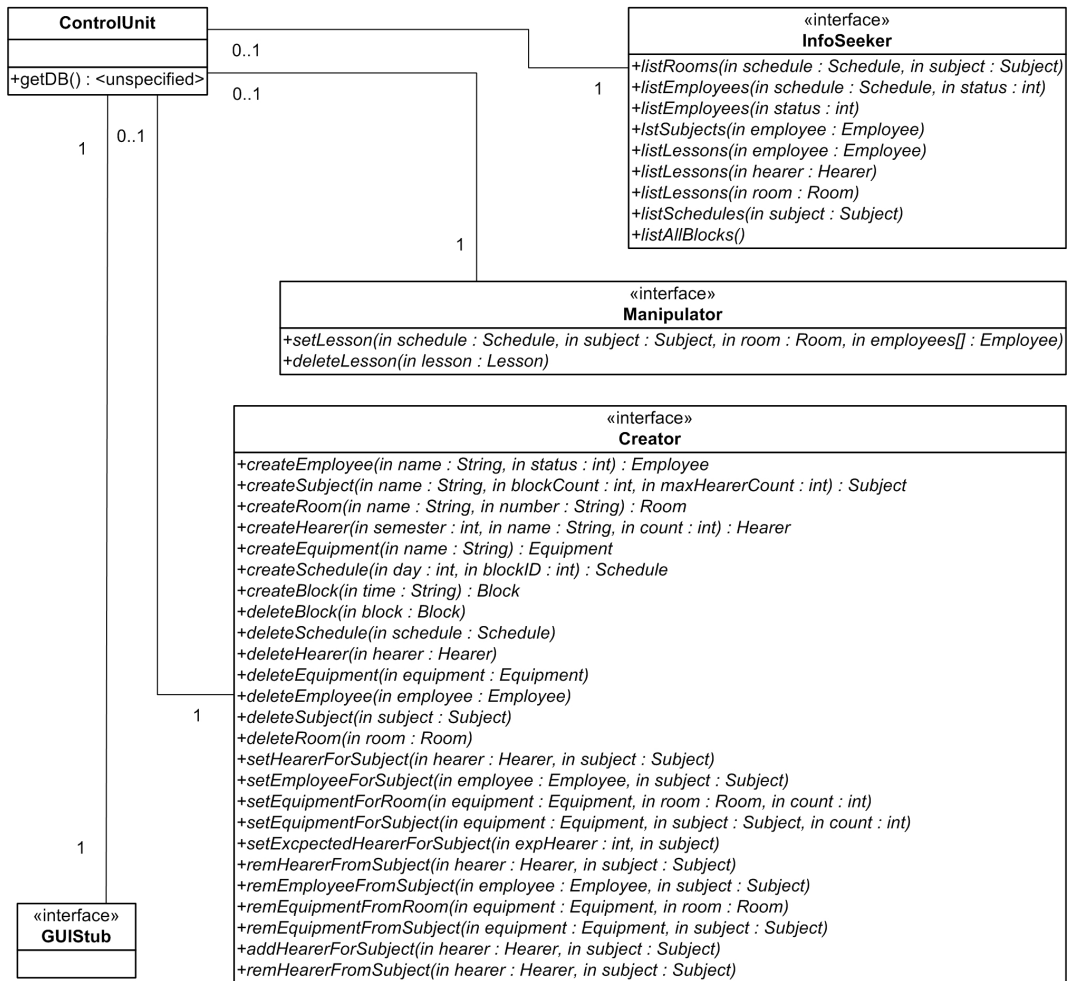 ControlUnit
+getDB() : <unspecified>
0..1
0..1
0..1
1
1
«interface»
InfoSeeker
+listRooms(in schedule : Schedule, in subject : Subject)
+listEmployees(in schedule : Schedule, in status : int)
+listEmployees(in status : int)
+lstSubjects(in employee : Employee)
+listLessons(in employee : Employee)
+listLessons(in hearer : Hearer)
+listLessons(in room : Room)
+listSchedules(in subject : Subject)
+listAllBlocks()
1
«interface»
Manipulator
+setLesson(in schedule : Schedule, in subject : Subject, in room : Room, in employees[] : Employee)
+deleteLesson(in lesson : Lesson)
«interface»
Creator
+createEmployee(in name : String, in status : int) : Employee
+createSubject(in name : String, in blockCount : int, in maxHearerCount : int) : Subject
+createRoom(in name : String, in number : String) : Room
+createHearer(in semester : int, in name : String, in count : int) : Hearer
+createEquipment(in name : String) : Equipment
+createSchedule(in day : int, in blockID : int) : Schedule
+createBlock(in time : String) : Block
+deleteBlock(in block : Block)
+deleteSchedule(in schedule : Schedule)
+deleteHearer(in hearer : Hearer)
+deleteEquipment(in equipment : Equipment)
+deleteEmployee(in employee : Employee)
+deleteSubject(in subject : Subject)
+deleteRoom(in room : Room)
+setHearerForSubject(in hearer : Hearer, in subject : Subject)
+setEmployeeForSubject(in employee : Employee, in subject : Subject)
+setEquipmentForRoom(in equipment : Equipment, in room : Room, in count : int)
+setEquipmentForSubject(in equipment : Equipment, in subject : Subject, in count : int)
+setExcpectedHearerForSubject(in expHearer : int, in subject)
+remHearerFromSubject(in hearer : Hearer, in subject : Subject)
+remEmployeeFromSubject(in employee : Employee, in subject : Subject)
+remEquipmentFromRoom(in equipment : Equipment, in room : Room)
+remEquipmentFromSubject(in equipment : Equipment, in subject : Subject)
+addHearerForSubject(in hearer : Hearer, in subject : Subject)
+remHearerFromSubject(in hearer : Hearer, in subject : Subject)
1
1
«interface»
GUIStub